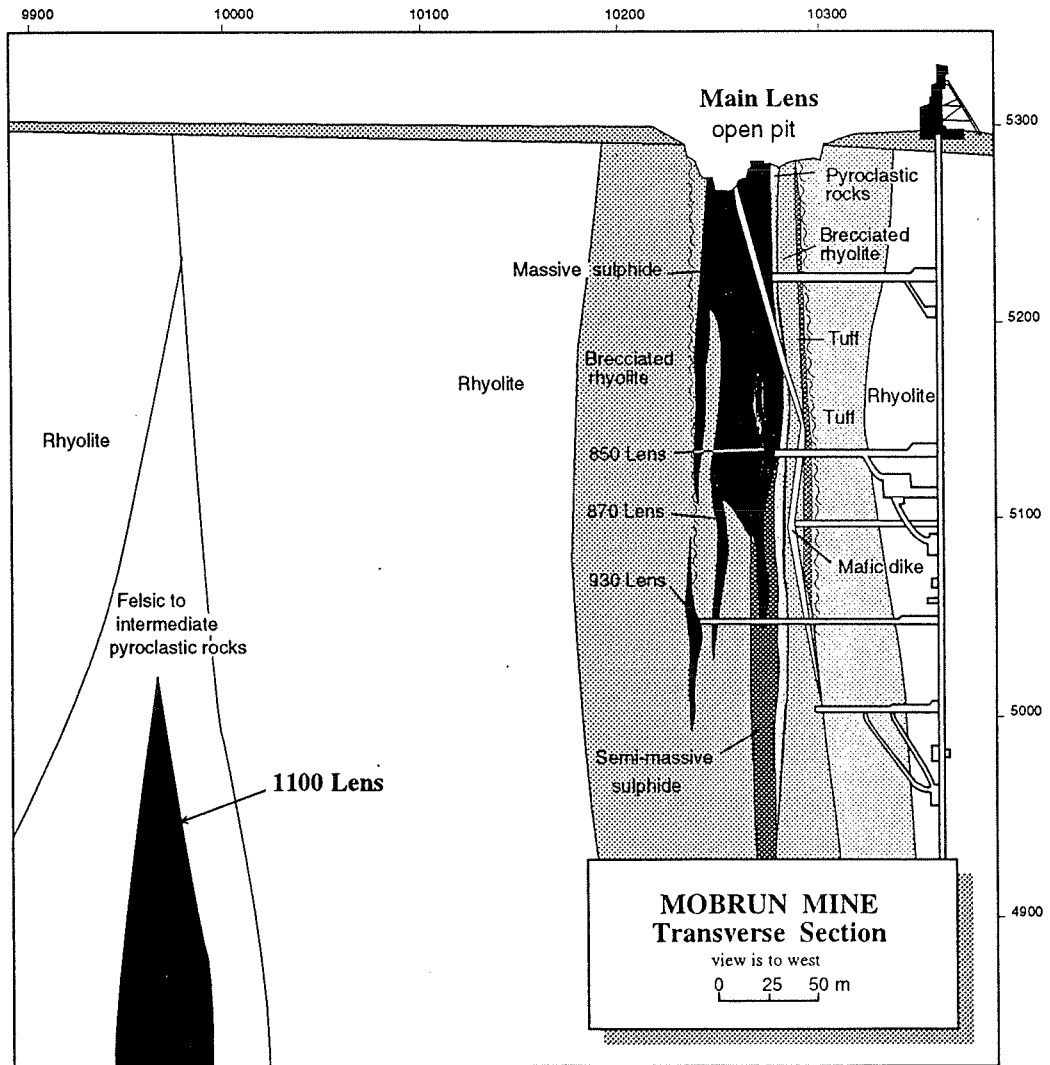 9900
10000
10100
10200
10300
Main Lens
open pit
5300
Pyroclastic
rocks
Brecciated
rhyolite
Massive sulphide
5200
Tuff
Brecciated
rhyolite
Rhyolite
Rhyolite
Tuff
Rhyolite
850 Lens
870 Lens
5100
Mafic dike
930 Lens
Felsic to
intermediate
pyroclastic rocks
5000
Semi-massive
sulphide
1100 Lens
4900
MOBRUN MINE
Transverse Section
view is to west
0 25 50 m